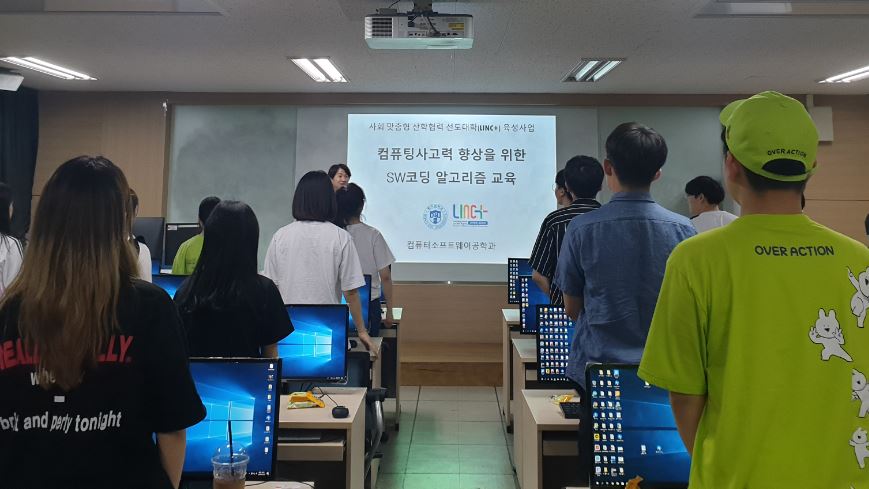 사회 맞춤형 산학협력 선도대학(LINC+) 육성사업
컴퓨팅사고력 향상을 위한
SW코딩 알고리즘 교육
LINC+
컴퓨터소프트웨어공학과
OVER ACTION
OVER ACTION
REALLY
and
tonight